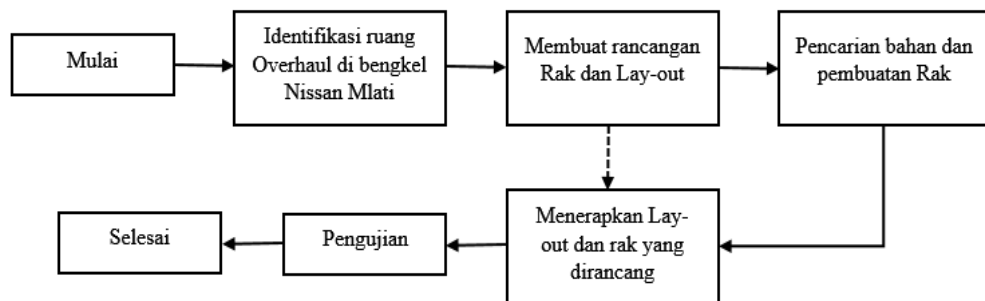 Mulai
Identifikasi ruang
Overhaul di bengkel
Nissan Mlati
Membuat rancangan
Rak dan Lay-out
Pencarian bahan dan
pembuatan Rak
Selesai
Pengujian
Menerapkan Lay-
out dan rak yang
dirancang